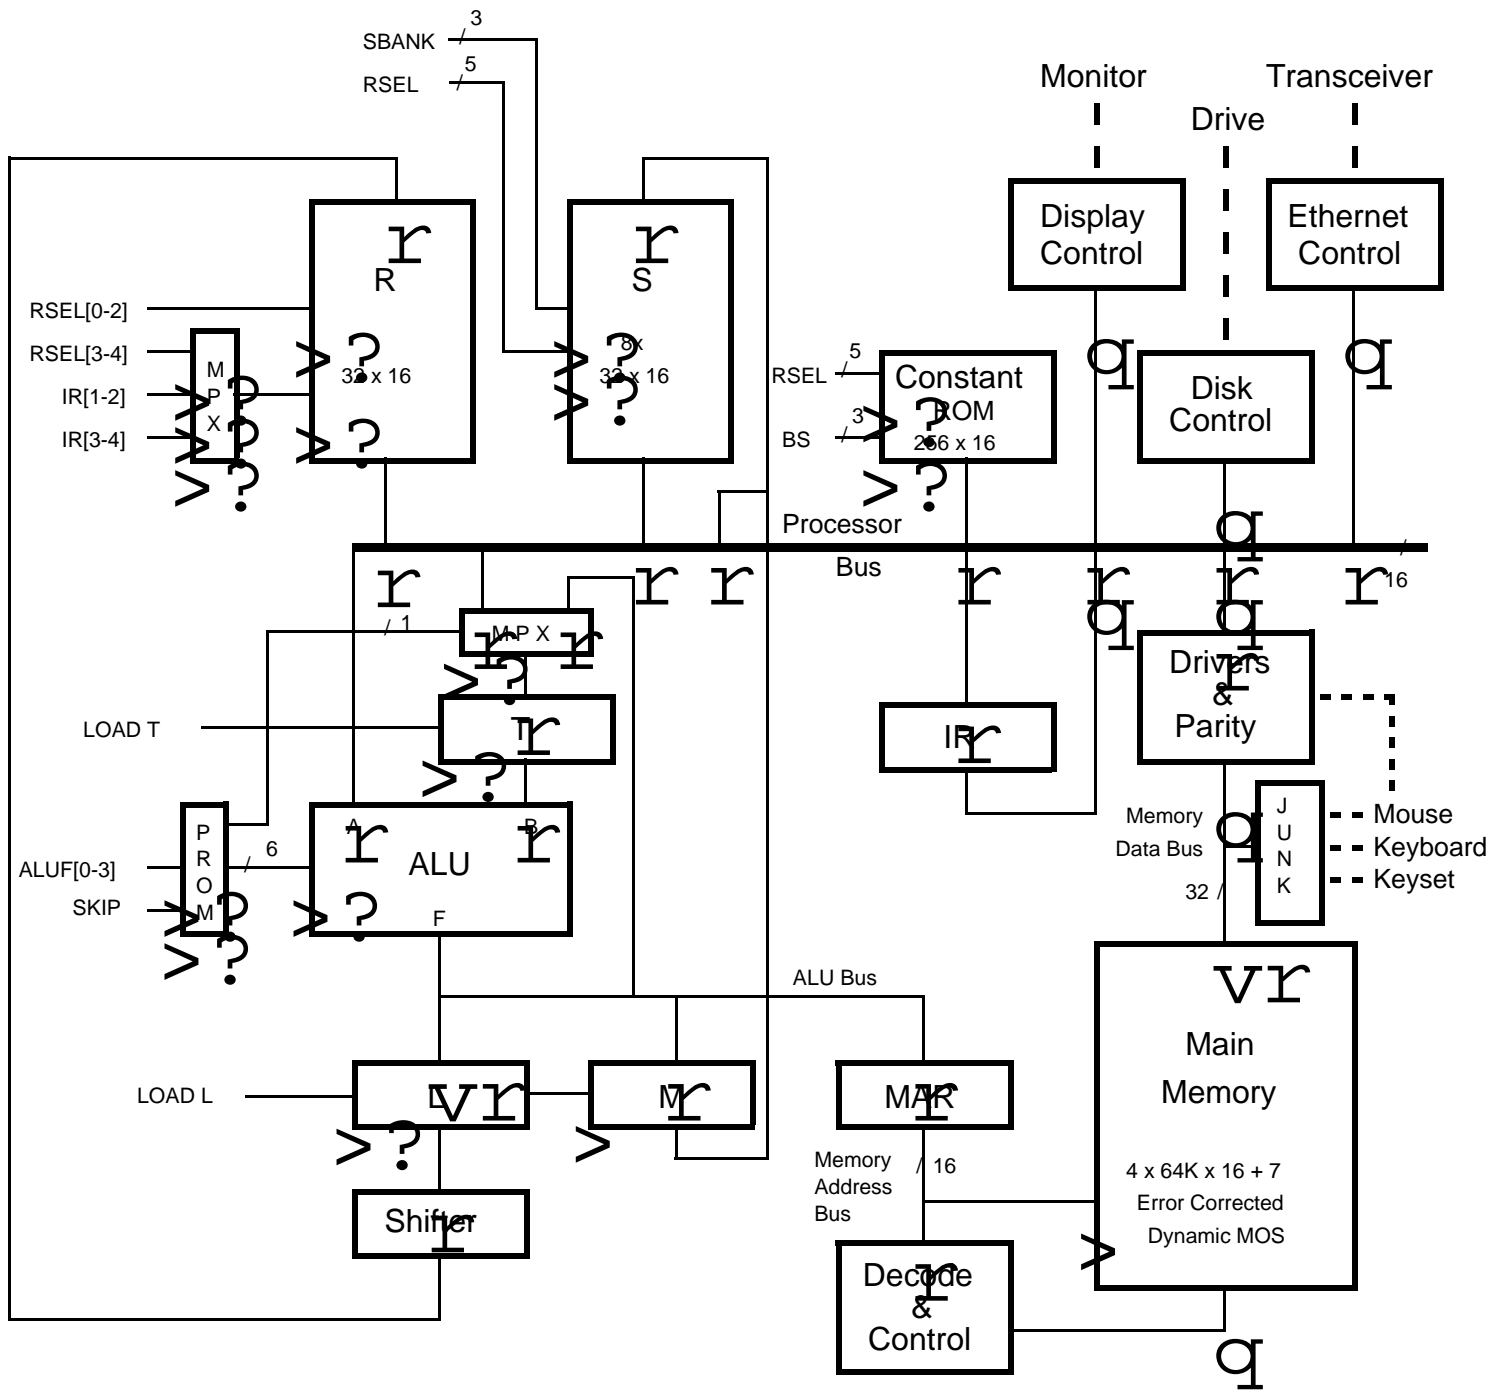 3
SBANK
5
RSEL
Monitor
Transceiver
Drive
Display
Control
Ethernet
Control
r
R
r
S
RSEL[0-2]
RSEL[3-4]
IR[1-2]
IR[3-4]
M
P
X
> ?
32 x 16
> ?
> ?
> ?
> ?
> ?
8x
32 x 16
> ?
RSEL
5
BS
3
Constant
ROM
256 x 16
> ?
> ?
q
q
Disk
Control
Processor
Bus
q
16
r
r
r
r
r
r
r
q
q
1
M P X
r
r
> ?
LOAD T
T
r
> ?
IR
r
Drivers
&
Parity
r
ALUF[0-3]
SKIP
P
R
O
M
6
> ?
> ?
A
B
r
r
ALU
F
> ?
Memory
Data Bus
32
q
J
U
N
K
Mouse
Keyboard
Keyset
ALU Bus
vr
Main
Memory
4 x 64K x 16 + 7
Error Corrected
Dynamic MOS
>
LOAD L
L
vr
> ?
M
r
>
MAR
r
Memory
Address
Bus
16
Shifter
r
Decode
&
Control
r
q